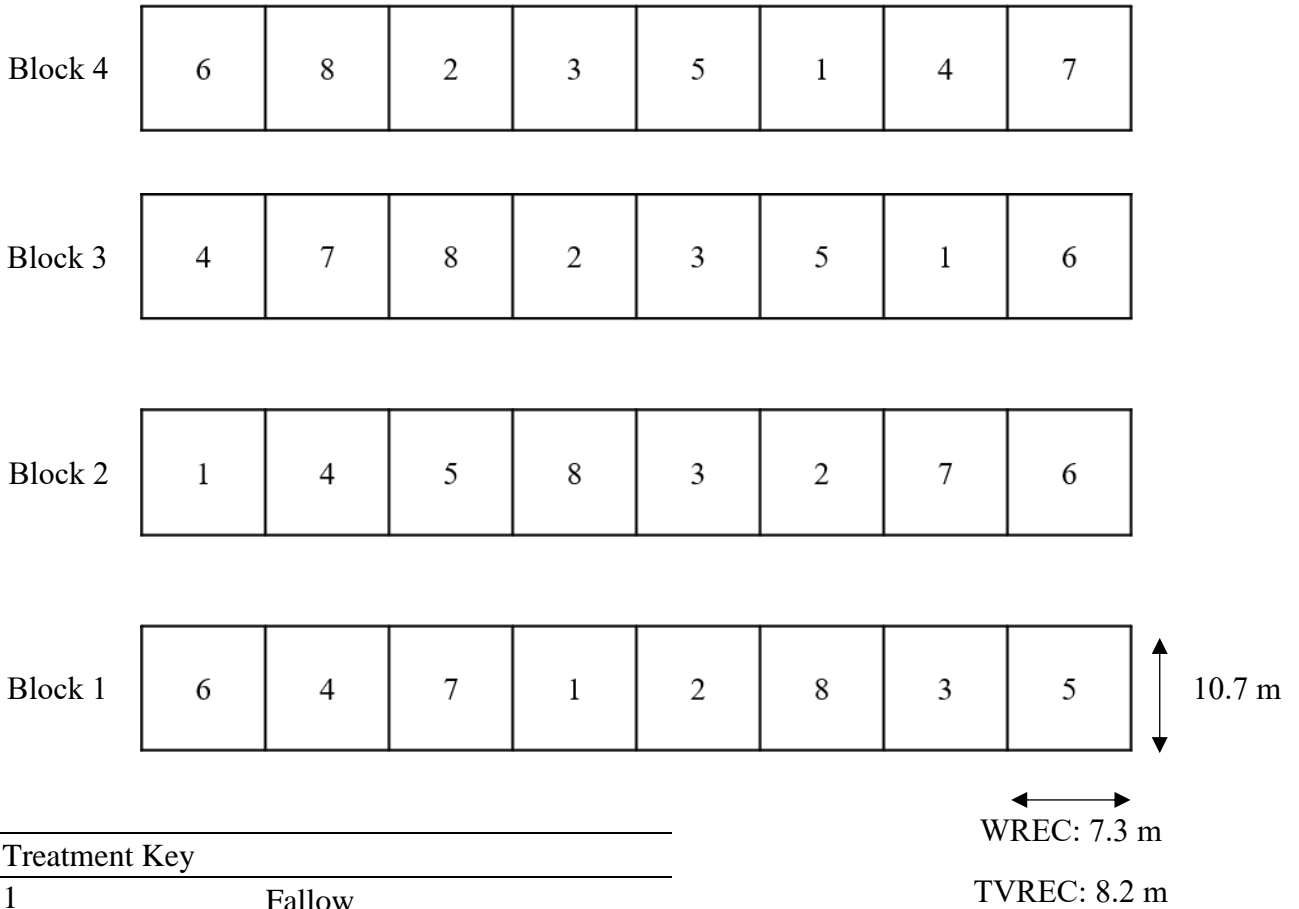 Block 4 6 8 2 3 5 1 4 7
Block 3 4 7 8 2 3 5 1 6
Block 2 1 4 5 8 3 2 7 6
Block 1 6 4 7 1 2 8 3 5 10.7 m
WREC: 7.3 m
Treatment Key
TVREC: 8.2 m
1 Fallow